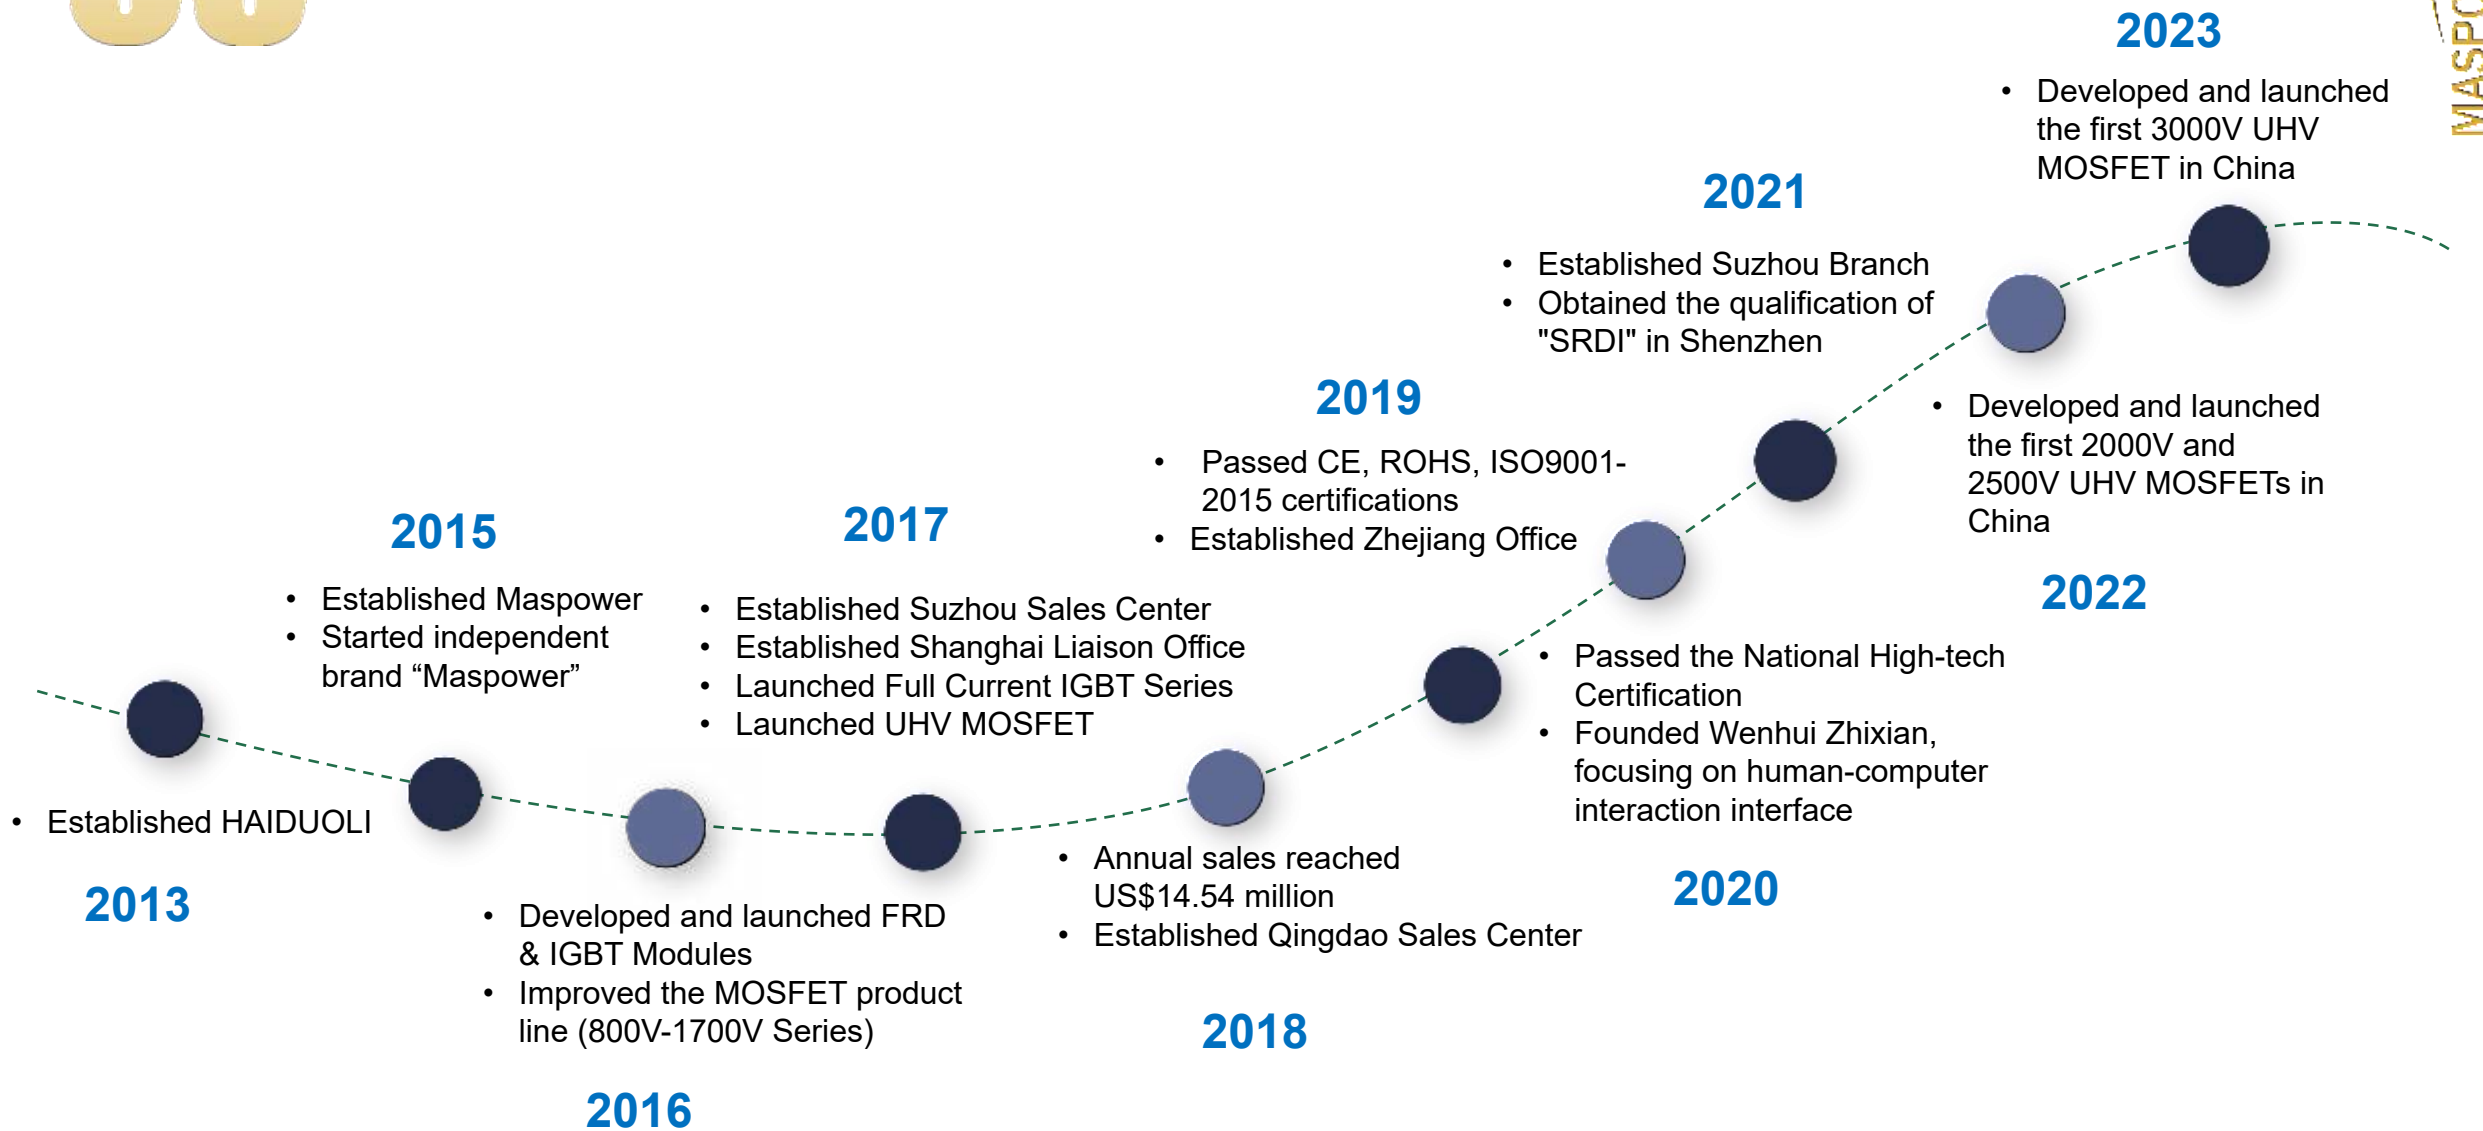 2013
• Established HAIDUOLI
2015
• Established Maspower
• Started independent
brand “Maspower”
2016
• Developed and launched FRD
& IGBT Modules
• Improved the MOSFET product
line (800V-1700V Series)
2017
• Established Suzhou Sales Center
• Established Shanghai Liaison Office
• Launched Full Current IGBT Series
• Launched UHV MOSFET
2018
• Annual sales reached
US$14.54 million
• Established Qingdao Sales Center
2019
• Passed CE, ROHS, ISO9001-
2015 certifications
• Established Zhejiang Office
2020
• Passed the National High-tech
Certification
• Founded Wenhui Zhixian,
focusing on human-computer
interaction interface
2021
• Established Suzhou Branch
• Obtained the qualification of
"SRDI" in Shenzhen
2022
• Developed and launched
the first 2000V and
2500V UHV MOSFETs in
China
2023
• Developed and launched
the first 3000V UHV
MOSFET in China